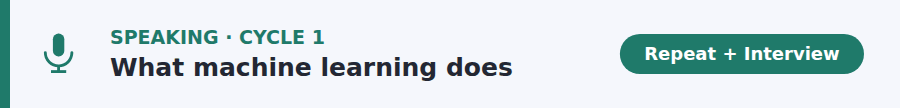 SPEAKING · CYCLE 1
What machine learning does
Repeat + Interview